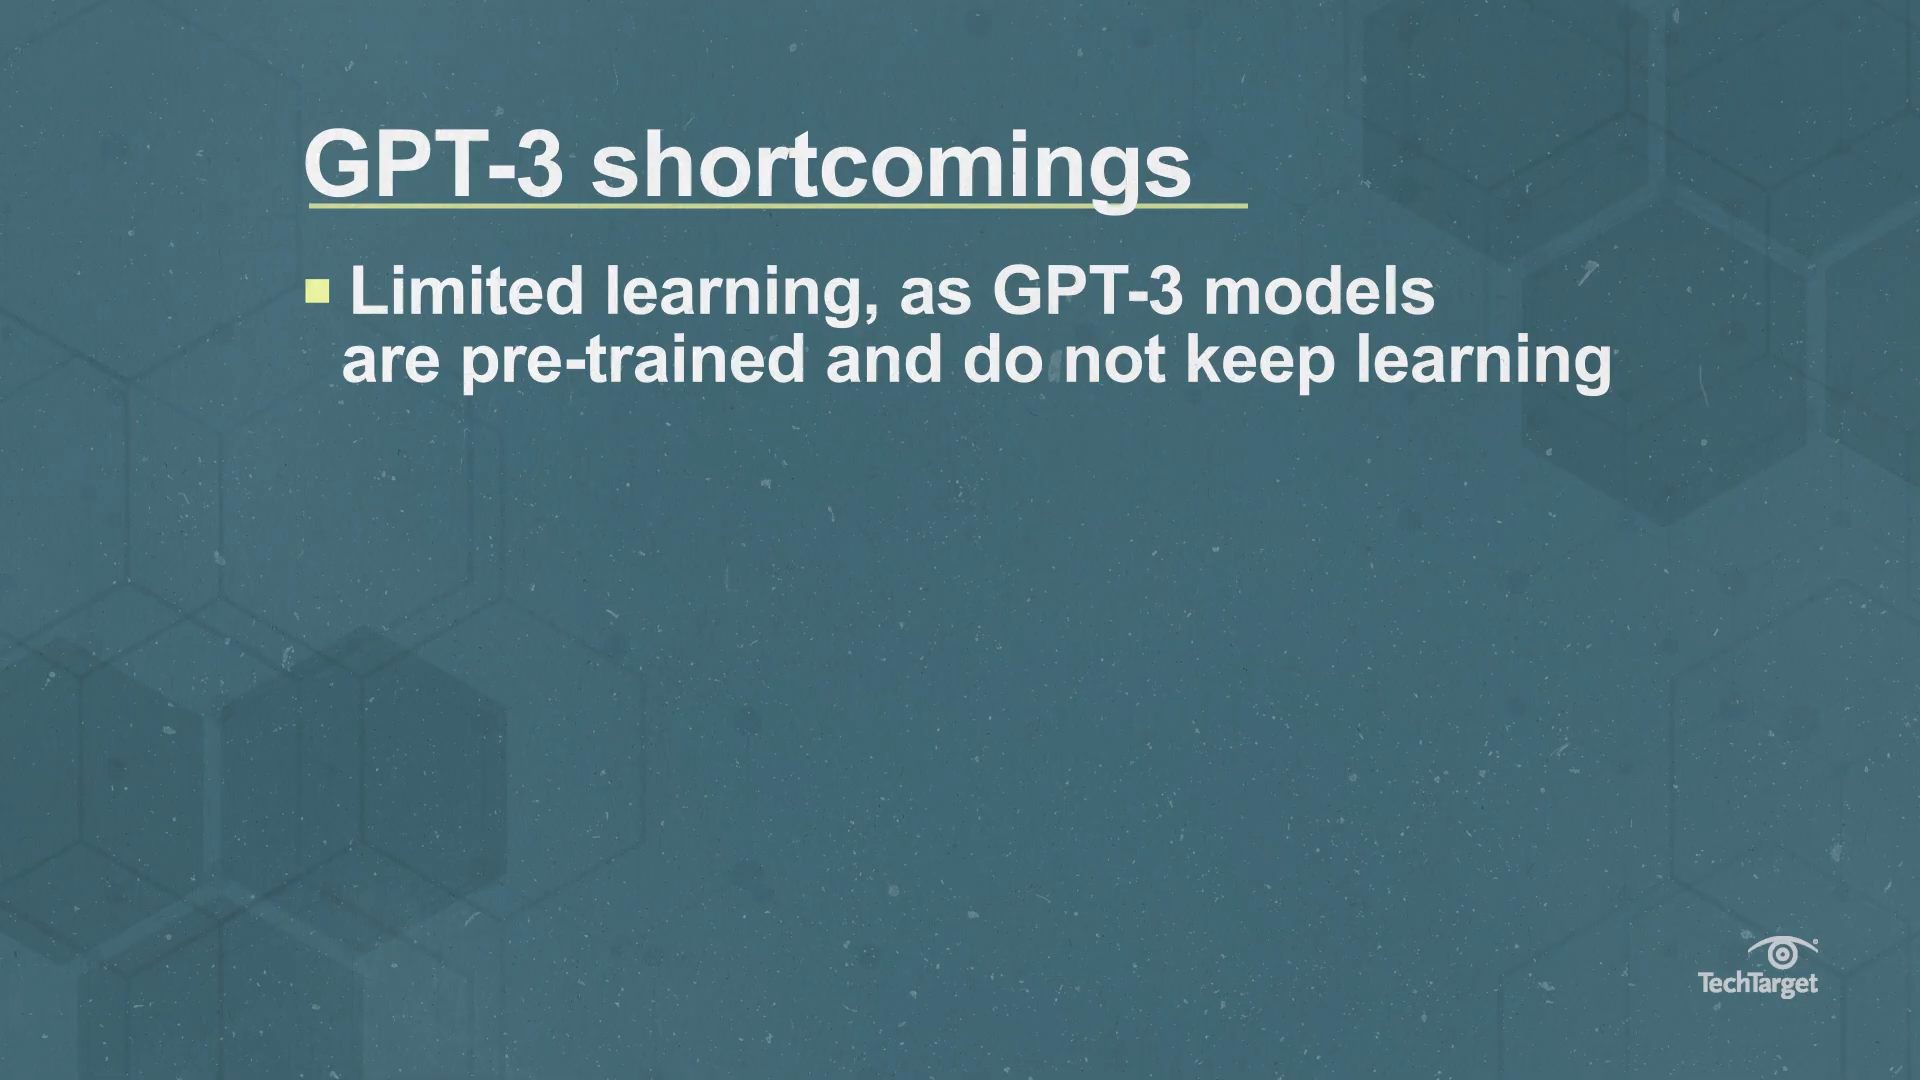 GPT-3 shortcomings
Limited learning, as GPT-3 models
are pre-trained and do not keep learning
TechTarget